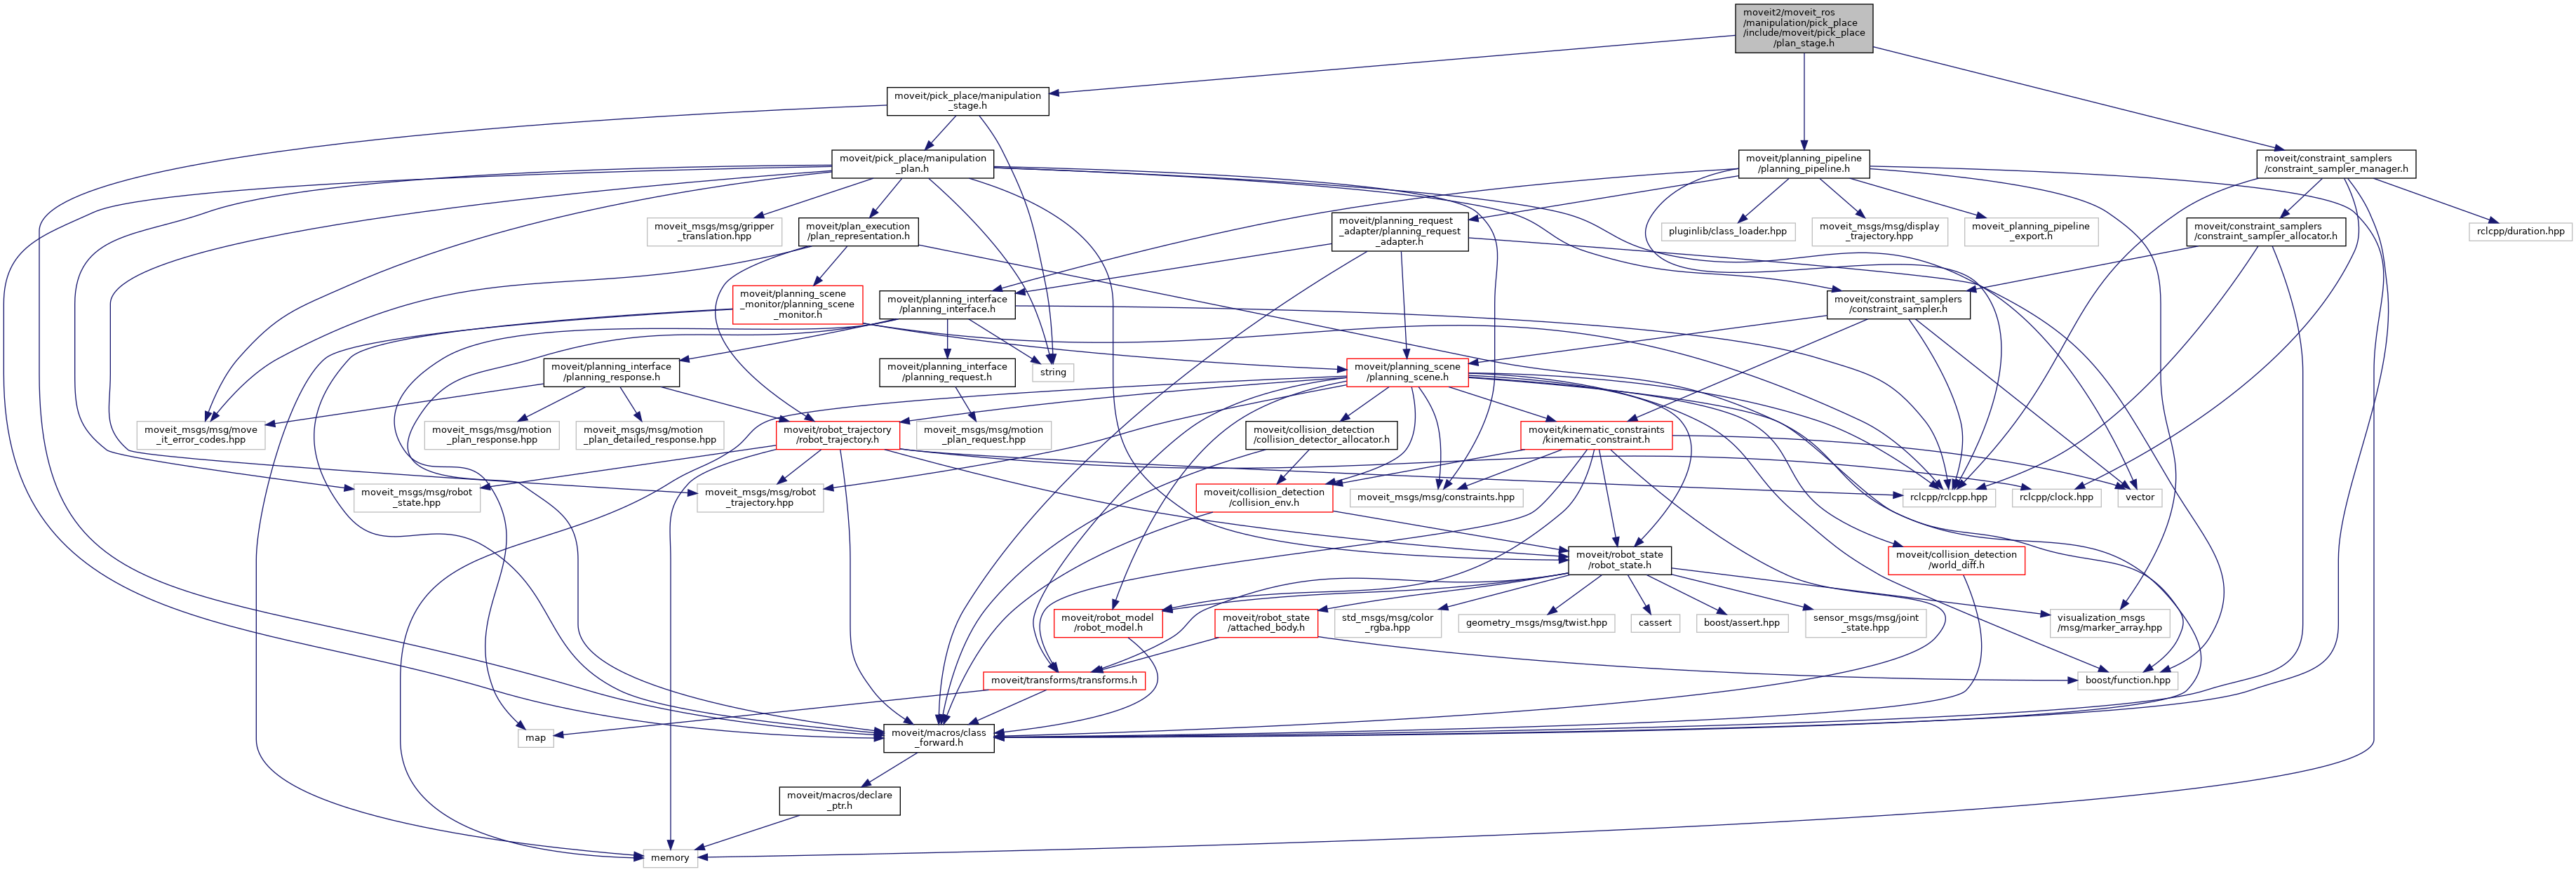 moveit2/moveit_ros
/manipulation/pick_place
/include/moveit/pick_place
/plan_stage.h
moveit/pick_place/manipulation
_stage.h
moveit/pick_place/manipulation
_plan.h
moveit/planning_pipeline
/planning_pipeline.h
moveit/constraint_samplers
/constraint_sampler_manager.h
moveit_msgs/msg/gripper
_translation.hpp
moveit/plan_execution
/plan_representation.h
moveit/planning_request
_adapter/planning_request
_adapter.h
pluginlib/class_loader.hpp
moveit_msgs/msg/display
_trajectory.hpp
moveit_planning_pipeline
_export.h
moveit/constraint_samplers
/constraint_sampler_allocator.h
rclcpp/duration.hpp
moveit/planning_scene
_monitor/planning_scene
_monitor.h
moveit/planning_interface
/planning_interface.h
moveit/constraint_samplers
/constraint_sampler.h
moveit/planning_interface
/planning_response.h
moveit/planning_interface
/planning_request.h
string
moveit/planning_scene
/planning_scene.h
moveit_msgs/msg/move
_it_error_codes.hpp
moveit_msgs/msg/motion
_plan_response.hpp
moveit_msgs/msg/motion
_plan_detailed_response.hpp
moveit/robot_trajectory
/robot_trajectory.h
moveit_msgs/msg/motion
_plan_request.hpp
moveit/collision_detection
/collision_detector_allocator.h
moveit/kinematic_constraints
/kinematic_constraint.h
moveit_msgs/msg/robot
_state.hpp
moveit_msgs/msg/robot
_trajectory.hpp
moveit/collision_detection
/collision_env.h
moveit_msgs/msg/constraints.hpp
rclcpp/rclcpp.hpp
rclcpp/clock.hpp
vector
moveit/robot_state
/robot_state.h
moveit/collision_detection
/world_diff.h
moveit/robot_model
/robot_model.h
moveit/robot_state
/attached_body.h
std_msgs/msg/color
_rgba.hpp
geometry_msgs/msg/twist.hpp
cassert
boost/assert.hpp
sensor_msgs/msg/joint
_state.hpp
visualization_msgs
/msg/marker_array.hpp
moveit/transforms/transforms.h
boost/function.hpp
map
moveit/macros/class
_forward.h
moveit/macros/declare
_ptr.h
memory